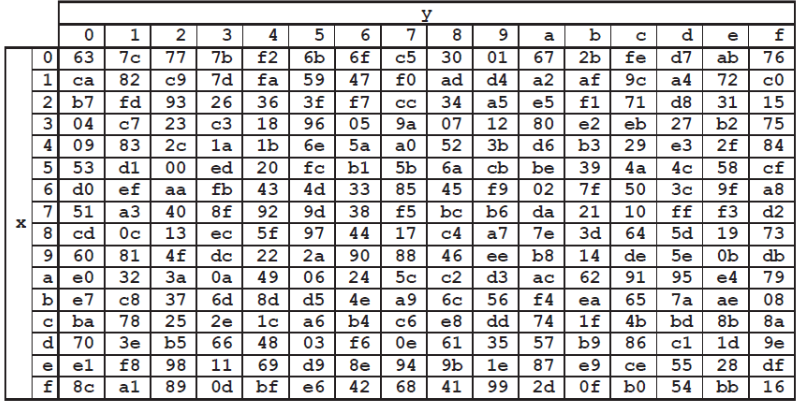 y
0 1 2 3 4 5 6 7 8 9 a b c d e f
0 63 7c 77 7b f2 6b 6f c5 30 01 67 2b fe d7 ab 76
1 ca 82 c9 7d fa 59 47 f0 ad d4 a2 af 9c a4 72 c0
2 b7 fd 93 26 36 3f f7 cc 34 a5 e5 f1 71 d8 31 15
3 04 c7 23 c3 18 96 05 9a 07 12 80 e2 eb 27 b2 75
4 09 83 2c 1a 1b 6e 5a a0 52 3b d6 b3 29 e3 2f 84
5 53 d1 00 ed 20 fc b1 5b 6a cb be 39 4a 4c 58 cf
6 d0 ef aa fb 43 4d 33 85 45 f9 02 7f 50 3c 9f a8
x 7 51 a3 40 8f 92 9d 38 f5 bc b6 da 21 10 ff f3 d2
8 cd 0c 13 ec 5f 97 44 17 c4 a7 7e 3d 64 5d 19 73
9 60 81 4f dc 22 2a 90 88 46 ee b8 14 de 5e 0b db
a e0 32 3a 0a 49 06 24 5c c2 d3 ac 62 91 95 e4 79
b e7 c8 37 6d 8d d5 4e a9 6c 56 f4 ea 65 7a ae 08
c ba 78 25 2e 1c a6 b4 c6 e8 dd 74 1f 4b bd 8b 8a
d 70 3e b5 66 48 03 f6 0e 61 35 57 b9 86 c1 1d 9e
e e1 f8 98 11 69 d9 8e 94 9b 1e 87 e9 ce 55 28 df
f 8c a1 89 0d bf e6 42 68 41 99 2d 0f b0 54 bb 16